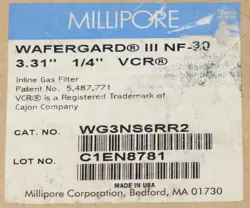 MILLIPORE
WAFERGARD® III NF-30
3.31" 1/4" VCR®
Inline Gas Filter
Patent No. 5,487,771
VCR® is a Registered Trademark of
Cajon Company
CAT. NO. WG3NS6RR2
LOT NO. C1EN8781
MADE IN USA
Millipore Corporation, Bedford, MA 01730